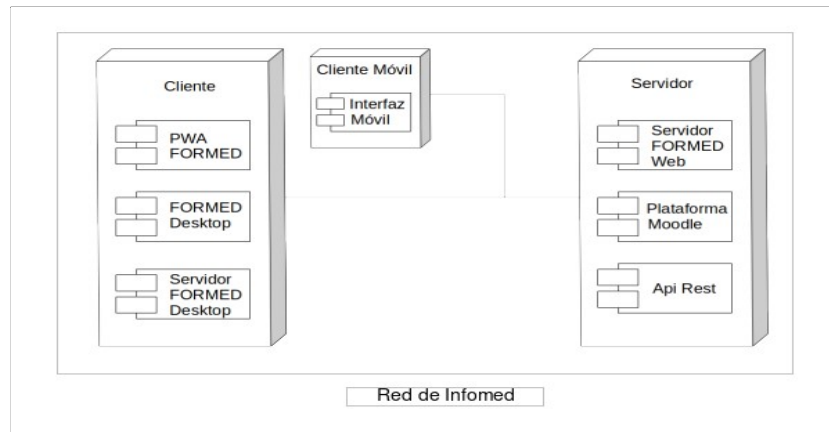 Cliente
PWA
FORMED
FORMED
Desktop
Servidor
FORMED
Desktop
Cliente Móvil
Interfaz
Móvil
Servidor
Servidor
FORMED
Web
Plataforma
Moodle
Api Rest
Red de Infomed